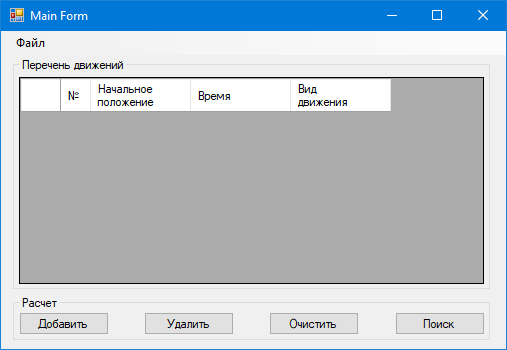 Main Form
Файл
Перечень движений
№ Начальное положение Время Вид движения
Расчет
Добавить Удалить Очистить Поиск